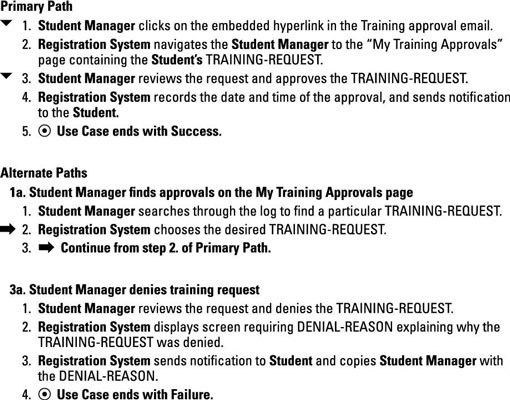 Primary Path
1. Student Manager clicks on the embedded hyperlink in the Training approval email.
2. Registration System navigates the Student Manager to the “My Training Approvals”
page containing the Student’s TRAINING-REQUEST.
3. Student Manager reviews the request and approves the TRAINING-REQUEST.
4. Registration System records the date and time of the approval, and sends notification
to the Student.
5. Use Case ends with Success.
Alternate Paths
1a. Student Manager finds approvals on the My Training Approvals page
1. Student Manager searches through the log to find a particular TRAINING-REQUEST.
2. Registration System chooses the desired TRAINING-REQUEST.
3. Continue from step 2. of Primary Path.
3a. Student Manager denies training request
1. Student Manager reviews the request and denies the TRAINING-REQUEST.
2. Registration System displays screen requiring DENIAL-REASON explaining why the
TRAINING-REQUEST was denied.
3. Registration System sends notification to Student and copies Student Manager with
the DENIAL-REASON.
4. Use Case ends with Failure.